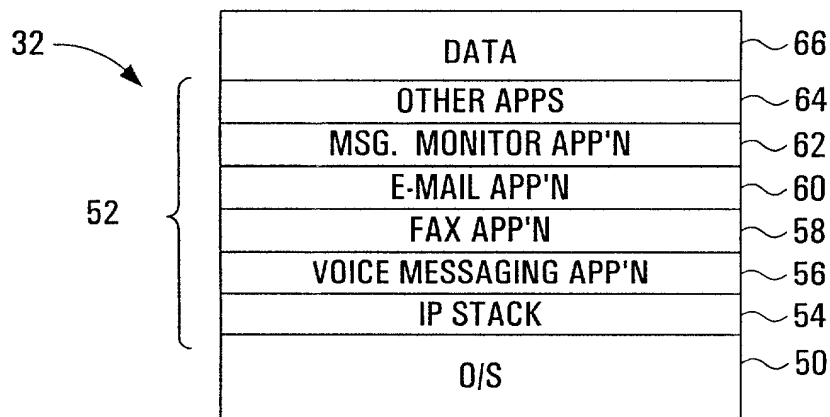 32
DATA 66
OTHER APPS 64
MSG. MONITOR APP'N 62
E-MAIL APP'N 60
52
FAX APP'N 58
VOICE MESSAGING APP'N 56
IP STACK 54
O/S 50